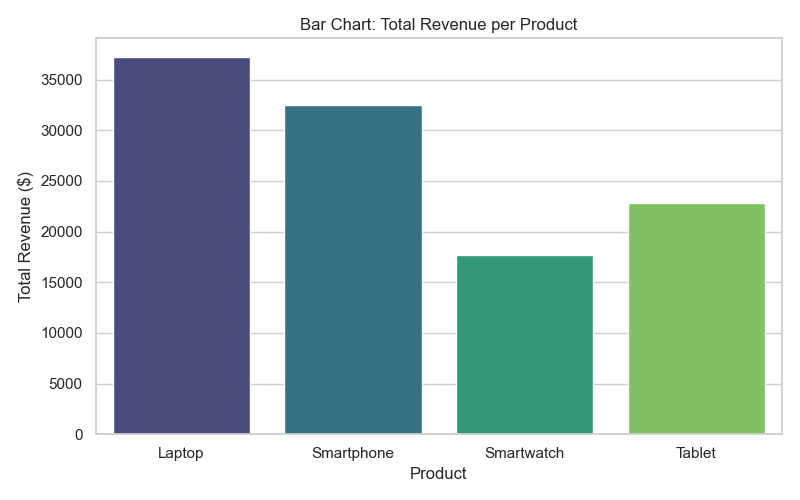 Bar Chart: Total Revenue per Product
Total Revenue ($)
35000
30000
25000
20000
15000
10000
5000
0
Laptop Smartphone Smartwatch Tablet
Product